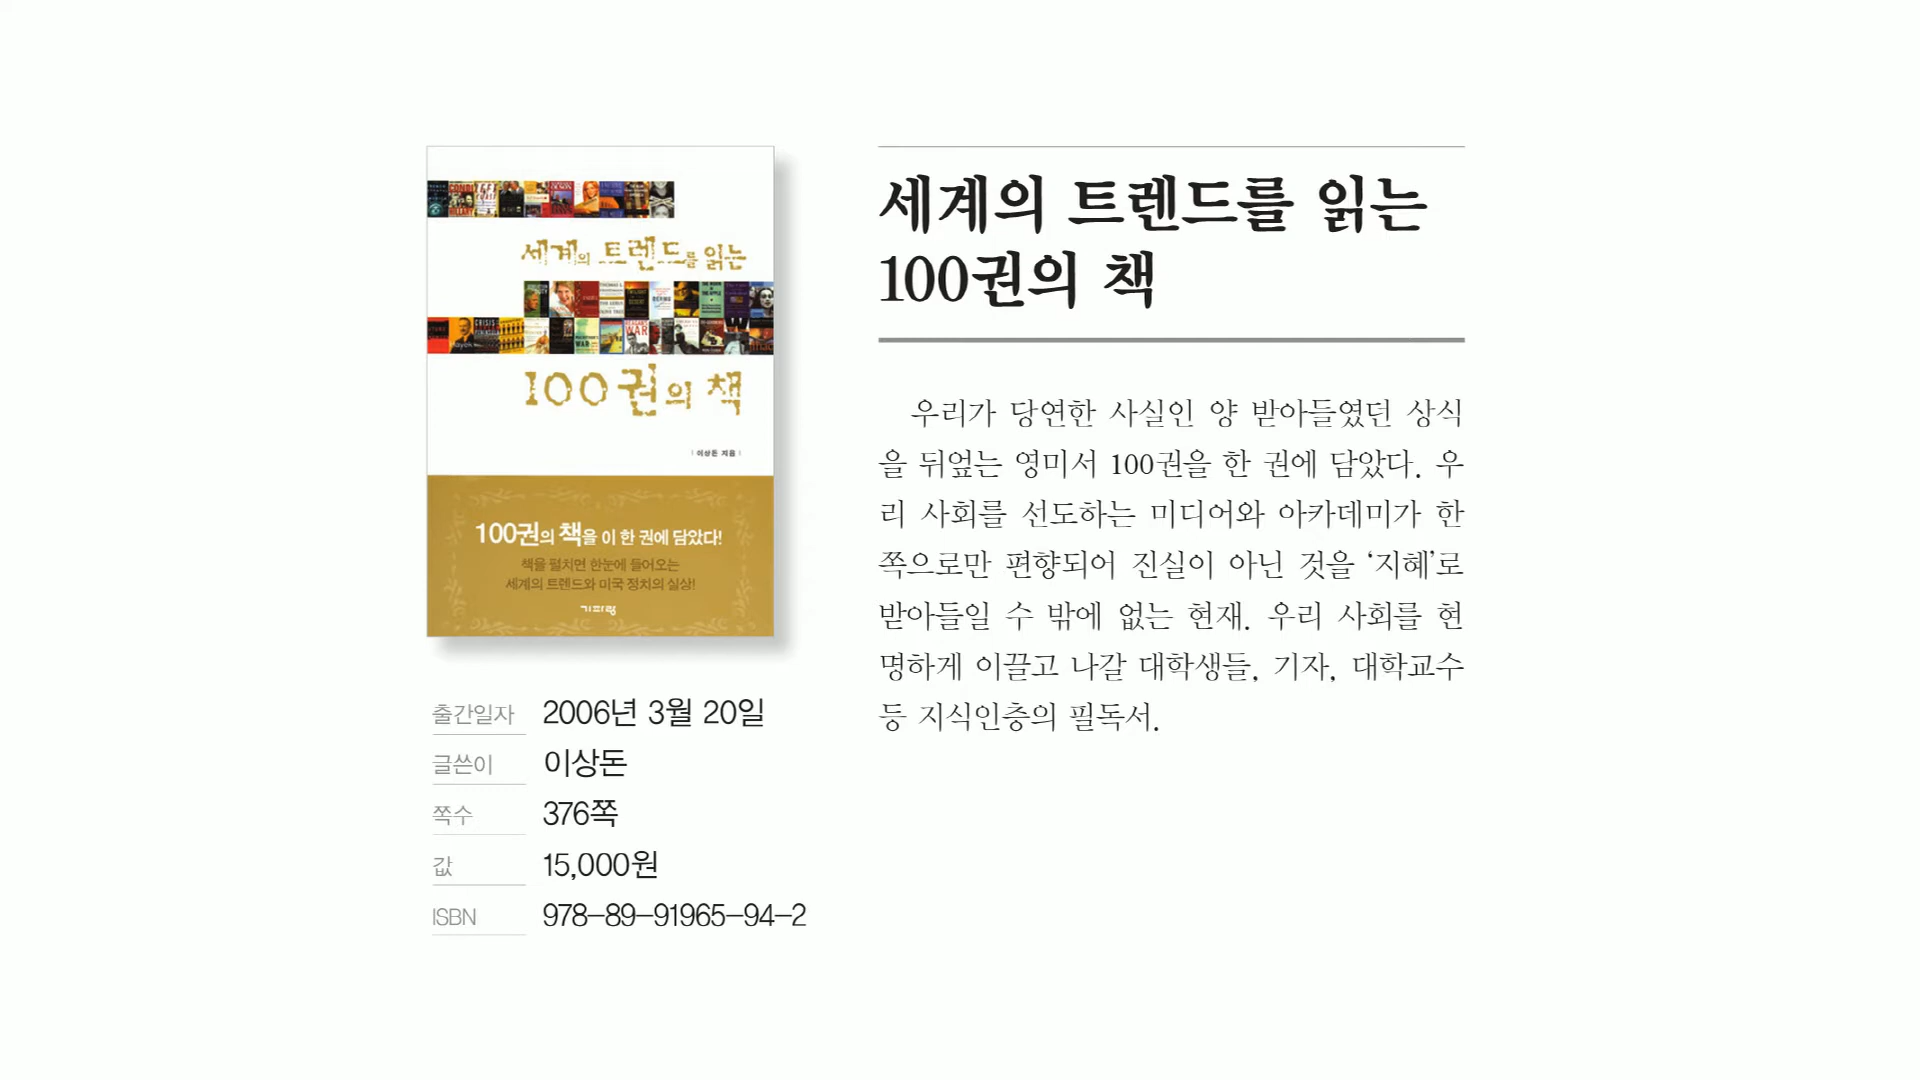 세계의 트렌드를 읽는
100권의 책
이상돈 지음
100권의 책을 이 한 권에 담았다!
책을 펼치면 한눈에 들어오는
세계의 트렌드와 미국 정치의 실상!
기파랑
출간일자 2006년 3월 20일
글쓴이 이상돈
쪽수 376쪽
값 15,000원
ISBN 978-89-91965-94-2
세계의 트렌드를 읽는
100권의 책
우리가 당연한 사실인 양 받아들였던 상식
을 뒤엎는 영미서 100권을 한 권에 담았다. 우
리 사회를 선도하는 미디어와 아카데미가 한
쪽으로만 편향되어 진실이 아닌 것을 ‘지혜’로
받아들일 수 밖에 없는 현재. 우리 사회를 현
명하게 이끌고 나갈 대학생들, 기자, 대학교수
등 지식인층의 필독서.